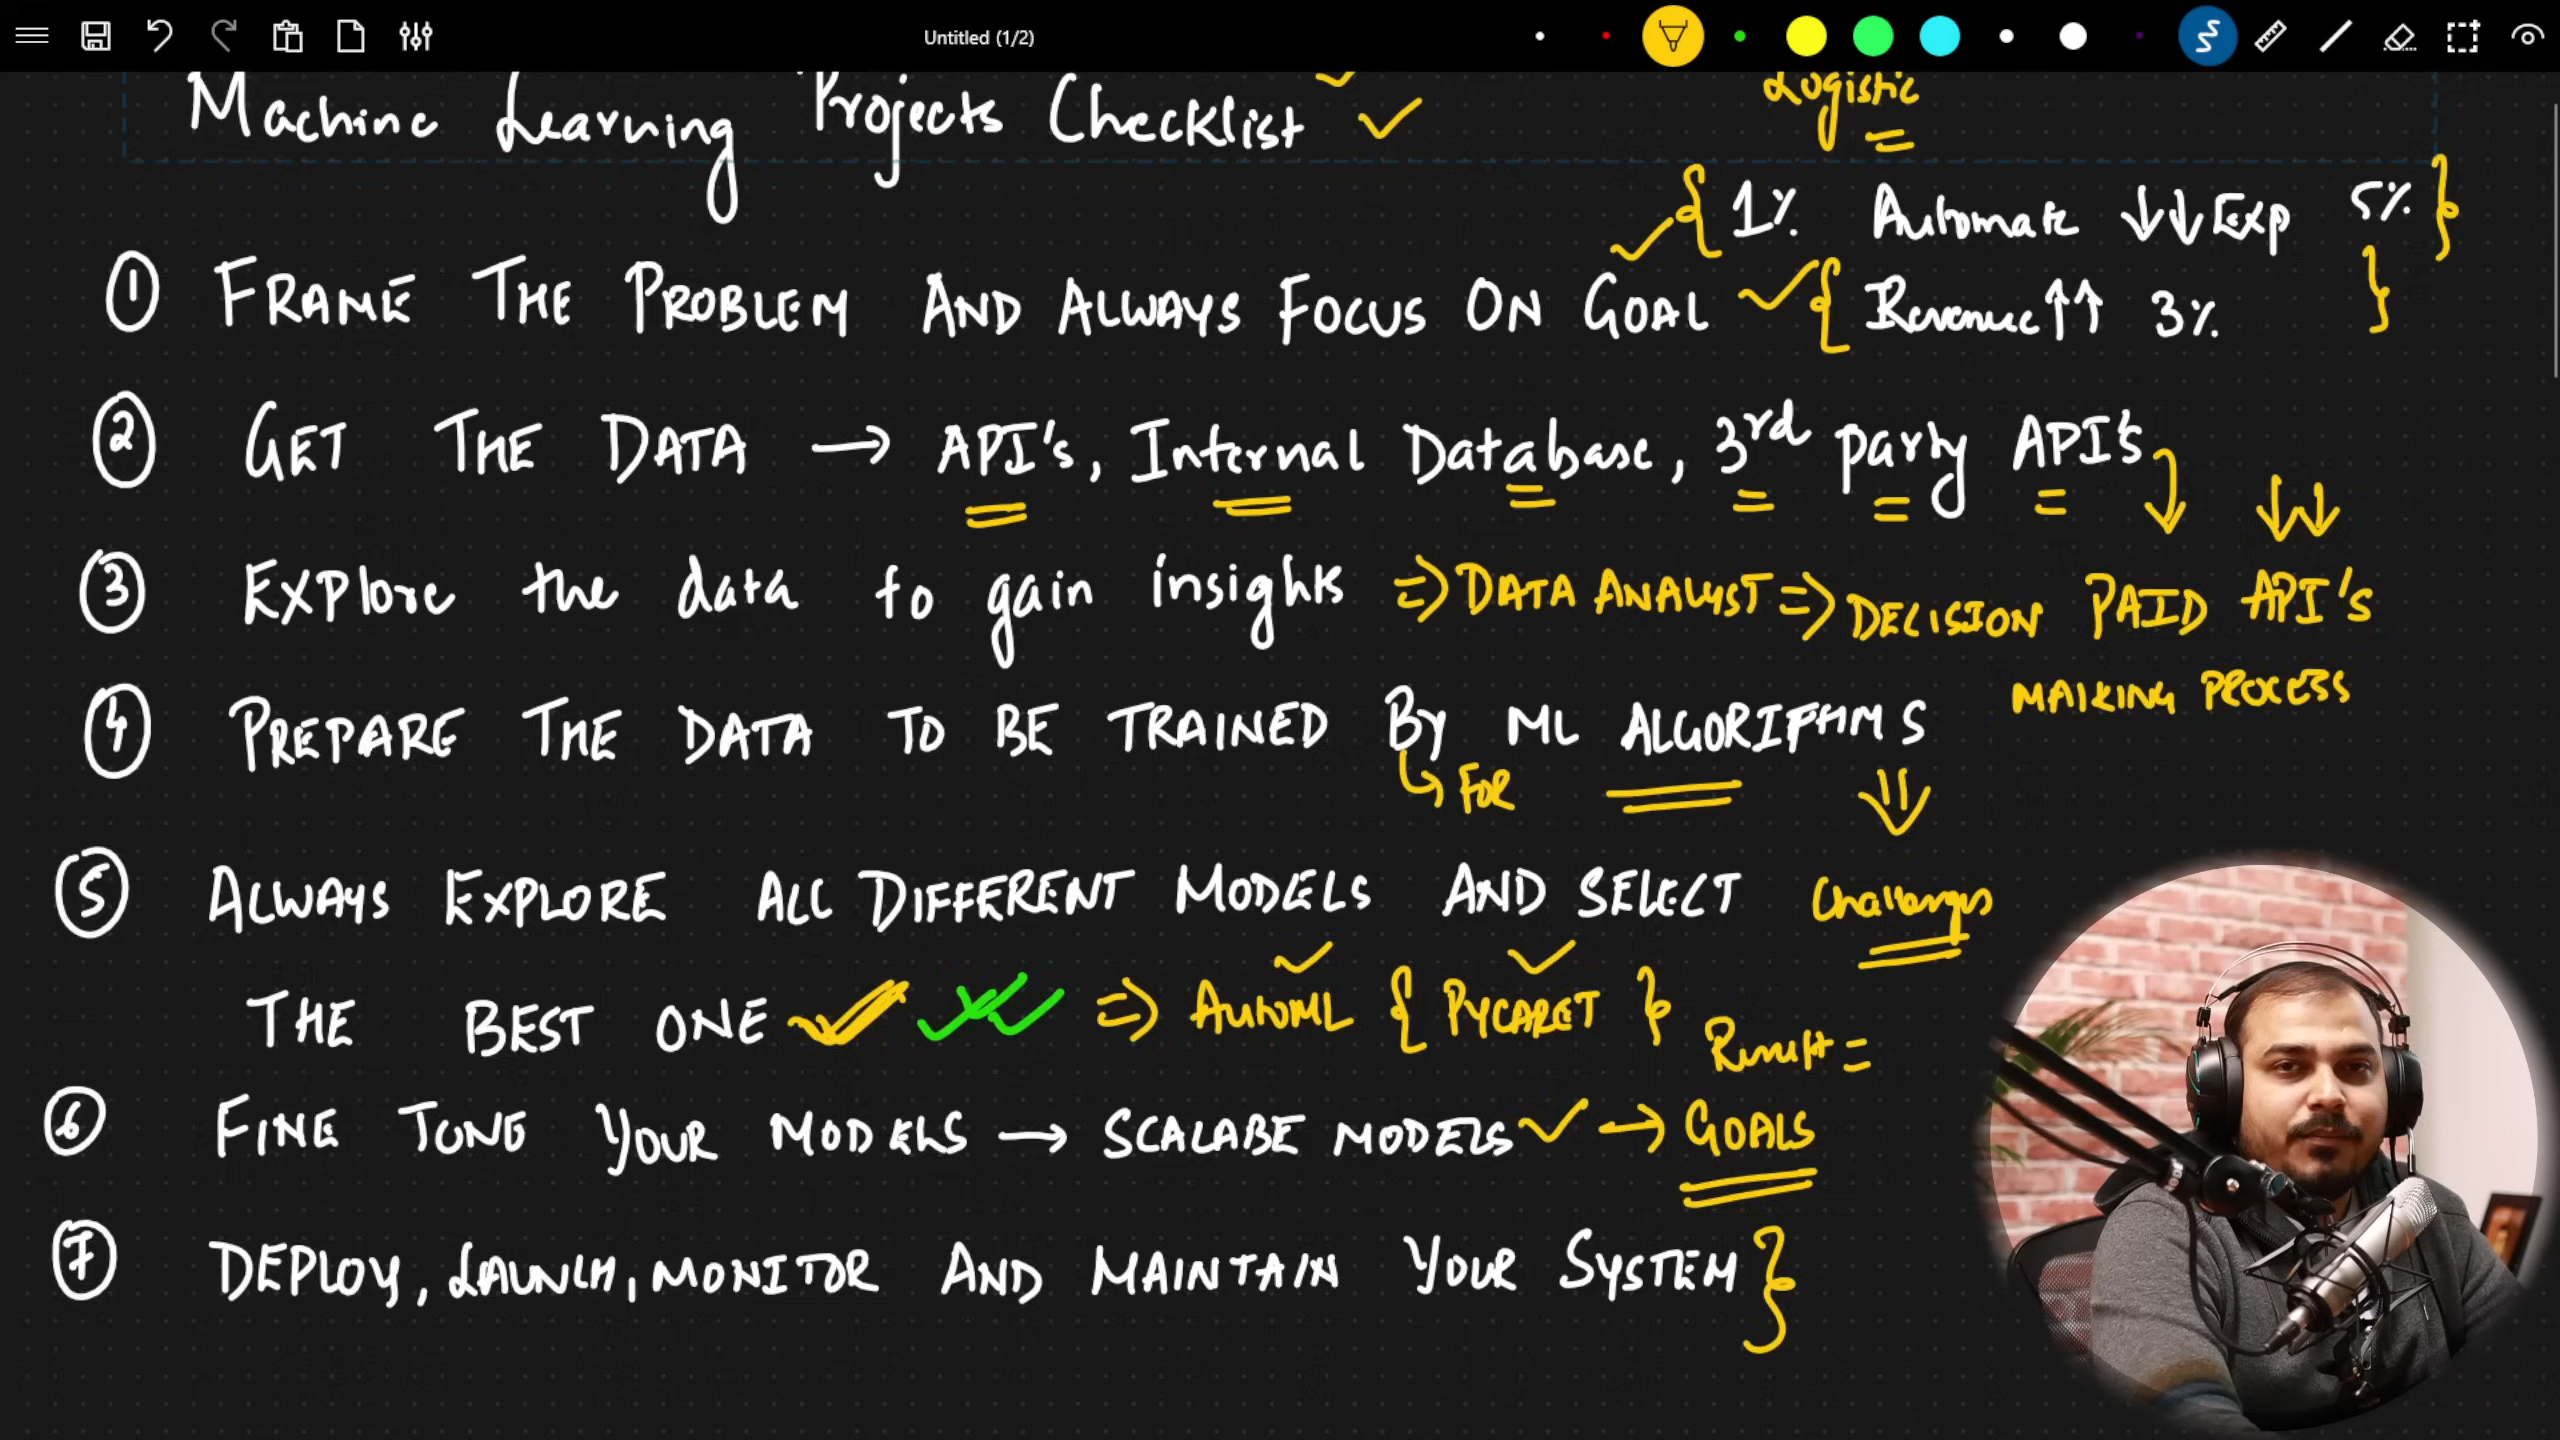 Untitled (1/2)
Machine Learning Projects Checklist ✓
Logistic
{ 1% Automate ↓↓ Exp 5% }
① FRAME THE PROBLEM AND ALWAYS FOCUS ON GOAL ✓ { Revenue ↑↑ 3% }
② GET THE DATA → API's, Internal Database, 3rd party API's
③ Explore the data to gain insights => DATA ANALYST => DECISION PAID API's
MAIKING PROCESS
④ PREPARE THE DATA TO BE TRAINED By ML ALGORIFHMS
↳ FOR
⑤ ALWAYS EXPLORE ALL DIFFERENT MODELS AND SELECT Challenges
THE BEST ONE => AutoML { PYCARET }
Result =
⑥ FINE TUNE YOUR MODELS → SCALABE MODELS ✓ → GOALS
⑦ DEPLOY, LAUNCH, MONITOR AND MAINTAIN YOUR SYSTEM }